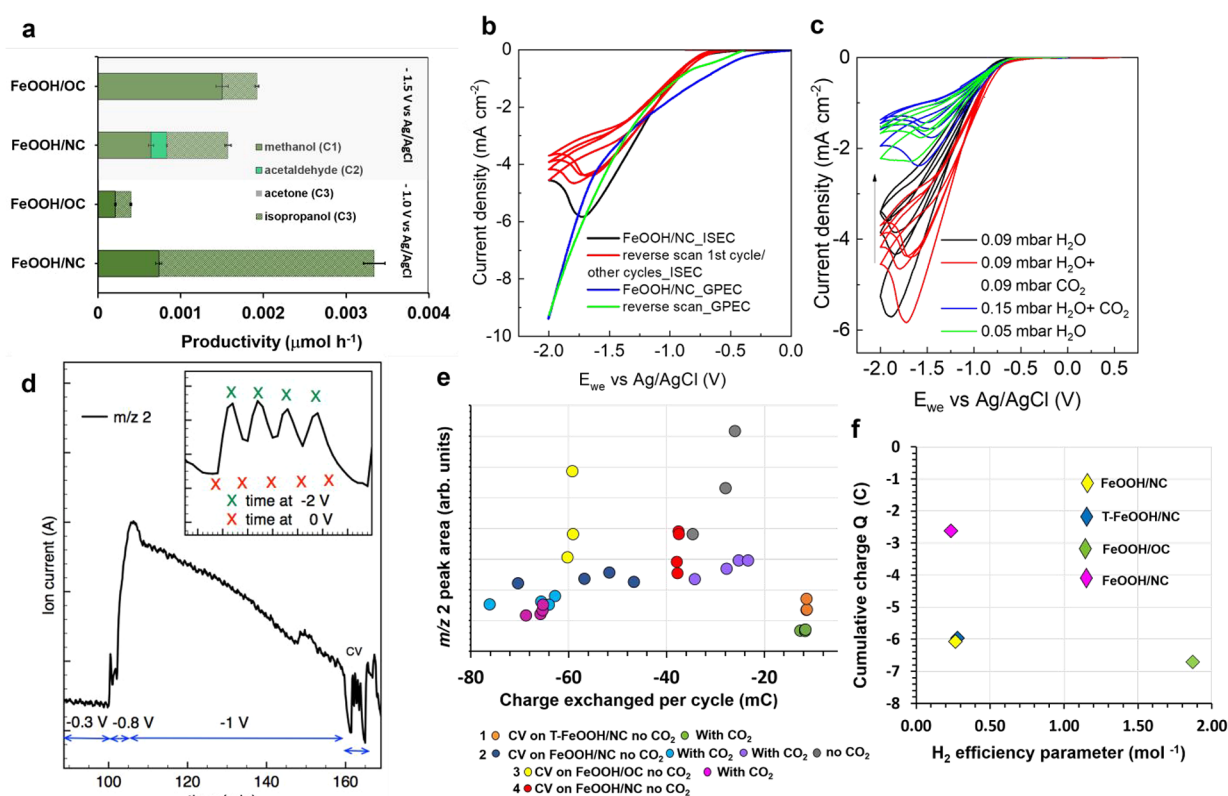 a
FeOOH/OC
FeOOH/NC
FeOOH/OC
FeOOH/NC
methanol (C1)
acetaldehyde (C2)
acetone (C3)
isopropanol (C3)
- 1.5 V vs Ag/AgCl
- 1.0 V vs Ag/AgCl
0
0.001
0.002
0.003
0.004
Productivity (µmol h⁻¹)
b
0
-2
-4
-6
-8
-10
Current density (mA cm⁻²)
FeOOH/NC_ISEC
reverse scan 1st cycle/
other cycles_ISEC
FeOOH/NC_GPEC
reverse scan_GPEC
-2.0
-1.5
-1.0
-0.5
0.0
E_we vs Ag/AgCl (V)
c
0
-2
-4
-6
Current density (mA cm⁻²)
0.09 mbar H₂O
0.09 mbar H₂O+
0.09 mbar CO₂
0.15 mbar H₂O+ CO₂
0.05 mbar H₂O
-2.0
-1.5
-1.0
-0.5
0.0
0.5
E_we vs Ag/AgCl (V)
d
m/z 2
X time at -2 V
X time at 0 V
Ion current (A)
CV
-0.3 V
-0.8 V
-1 V
100
120
140
160
e
m/z 2 peak area (arb. units)
-80
-60
-40
-20
0
Charge exchanged per cycle (mC)
1 CV on T-FeOOH/NC no CO₂ With CO₂
2 CV on FeOOH/NC no CO₂ With CO₂ With CO₂ no CO₂
3 CV on FeOOH/OC no CO₂ With CO₂
4 CV on FeOOH/NC no CO₂
f
0
-1
-2
-3
-4
-5
-6
-7
-8
Cumulative charge Q (C)
FeOOH/NC
T-FeOOH/NC
FeOOH/OC
FeOOH/NC
0.00
0.50
1.00
1.50
2.00
H₂ efficiency parameter (mol ⁻¹)